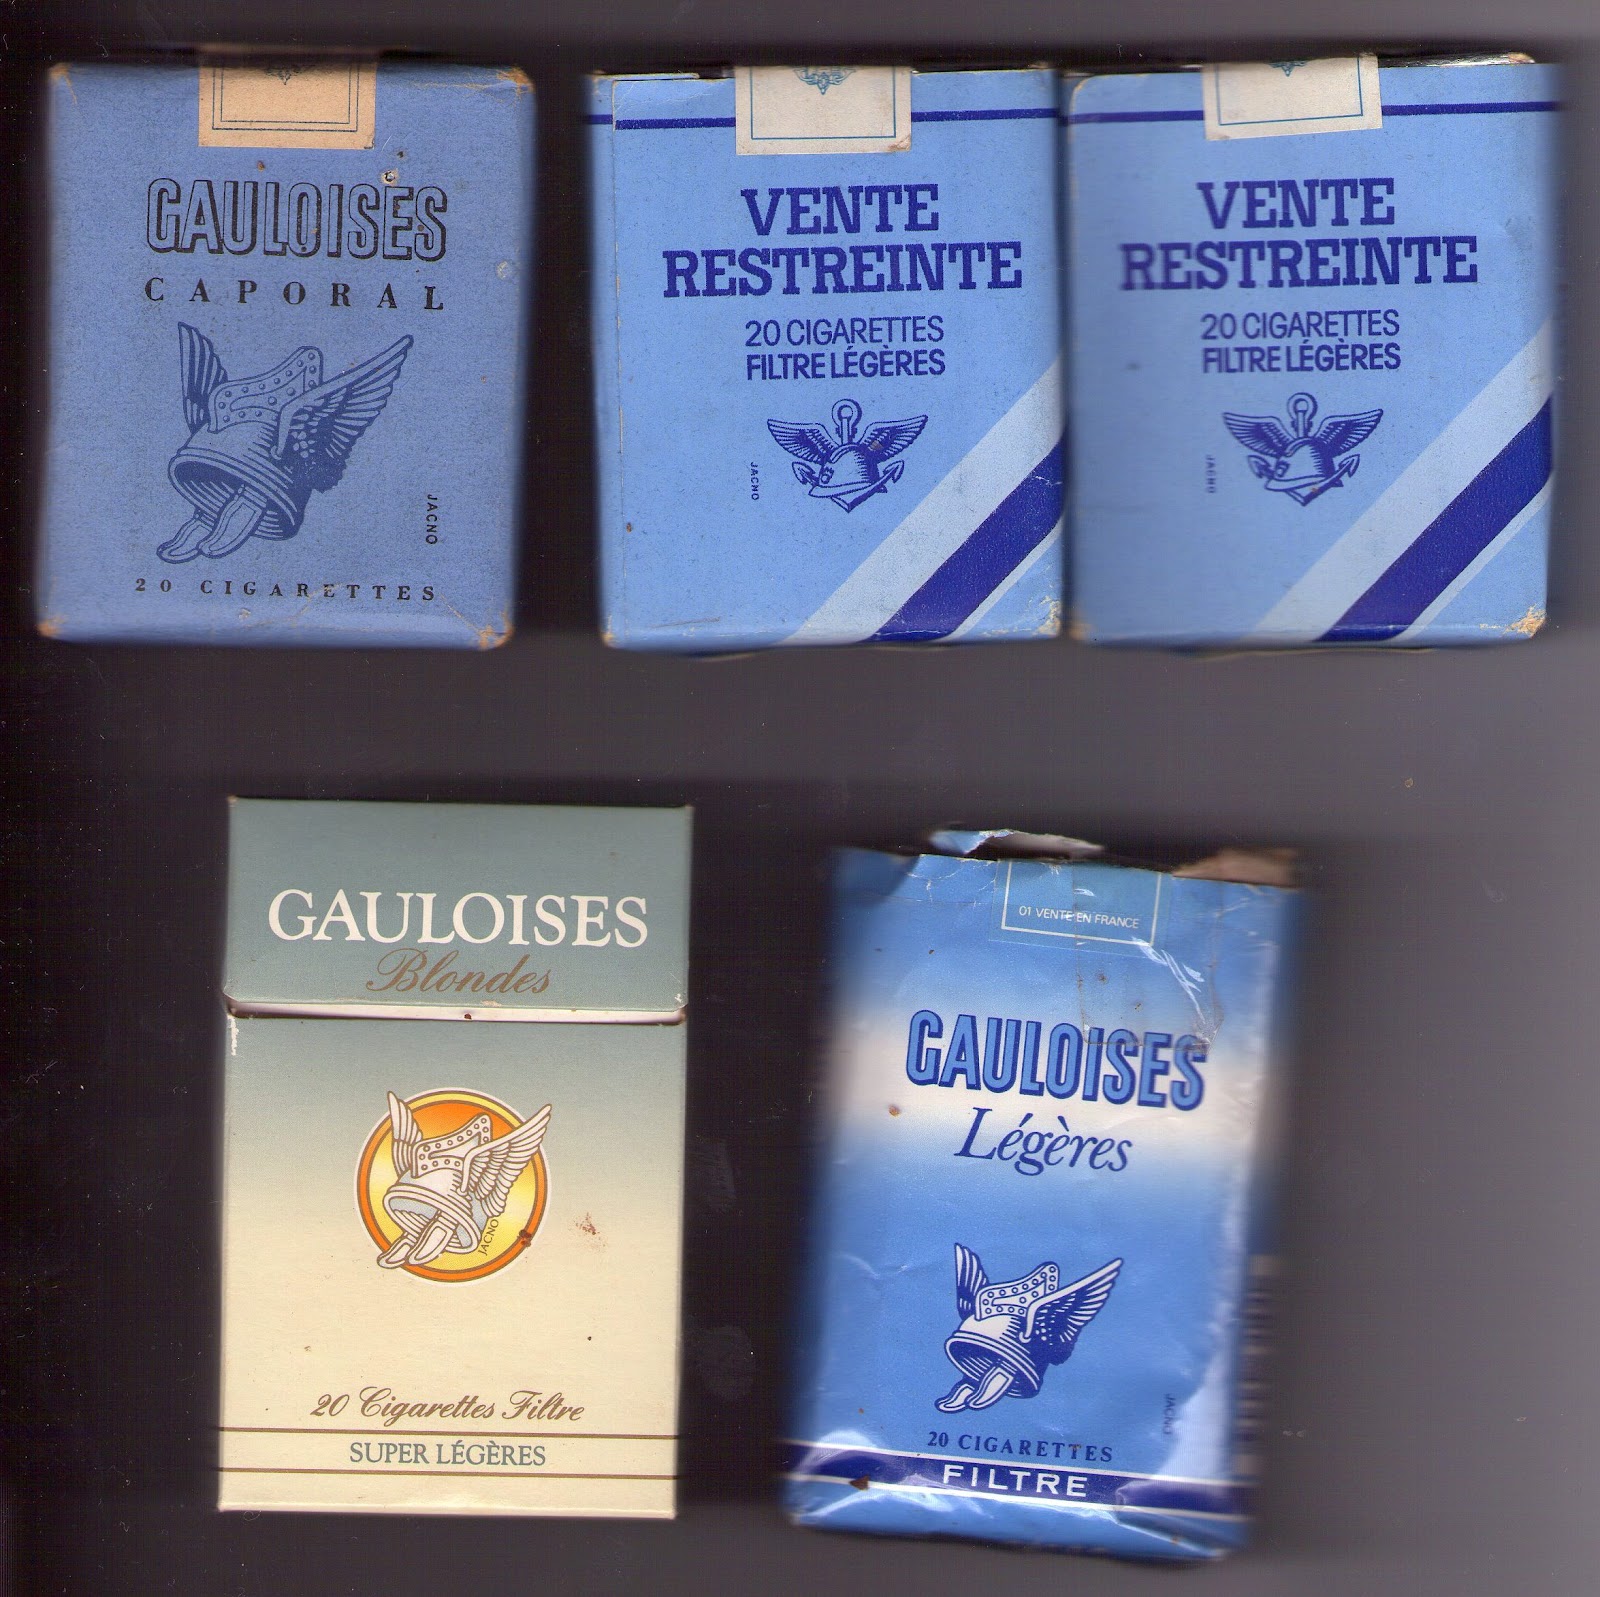 GAULOISES
CAPORAL
JACNO
20 CIGARETTES
VENTE
RESTREINTE
20 CIGARETTES
FILTRE LÉGÈRES
JACNO
VENTE
RESTREINTE
20 CIGARETTES
FILTRE LÉGÈRES
JACNO
GAULOISES
Blondes
JACNO
20 Cigarettes Filtre
SUPER LÉGÈRES
01 VENTE EN FRANCE
GAULOISES
Légères
JACNO
20 CIGARETTES
FILTRE